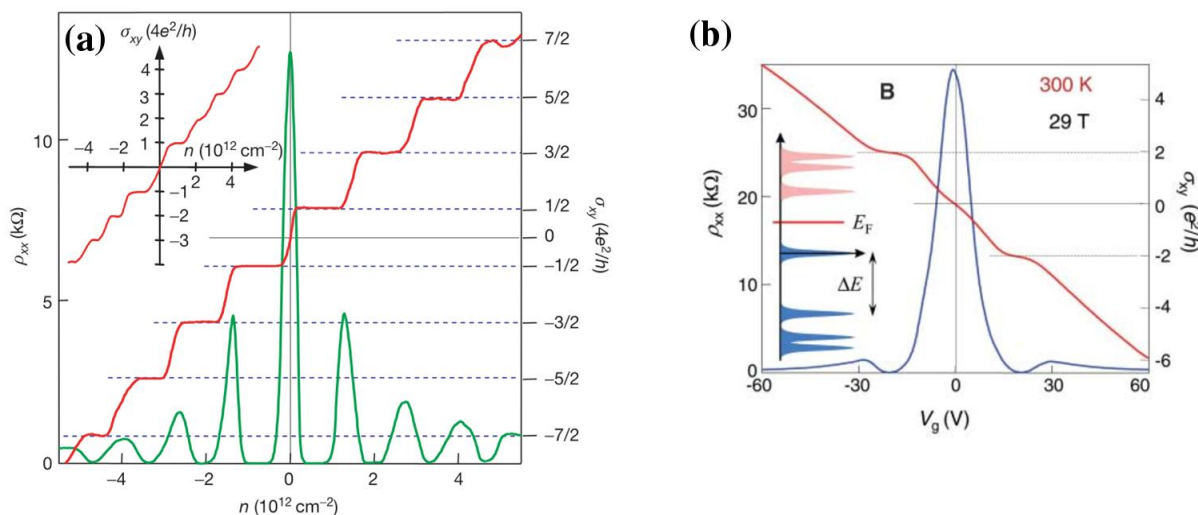 (a)
σxy (4e²/h)
4
3
2
1
−4
−2
n (10¹² cm⁻²)
2
4
−1
−2
−3
10
5
0
ρxx (kΩ)
7/2
5/2
3/2
1/2
0
−1/2
−3/2
−5/2
−7/2
σxy (4e²/h)
−4
−2
0
2
4
n (10¹² cm⁻²)
(b)
B
300 K
29 T
30
20
10
0
ρxx (kΩ)
EF
ΔE
4
2
0
-2
-4
-6
σxy (e²/h)
-60
-30
0
30
60
Vg (V)